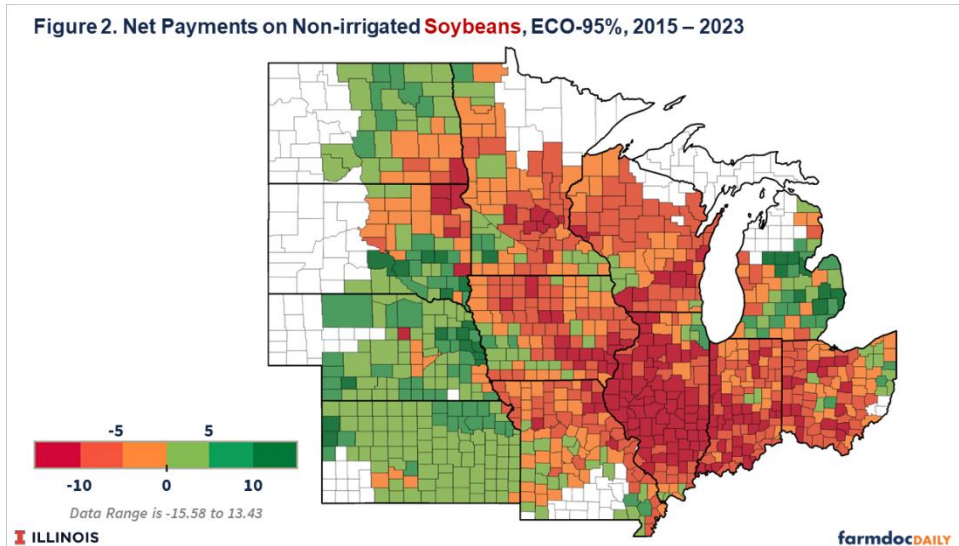 Figure 2. Net Payments on Non-irrigated Soybeans, ECO-95%, 2015 – 2023
-5 5
-10 0 10
Data Range is -15.58 to 13.43
I ILLINOIS
farmdocDAILY